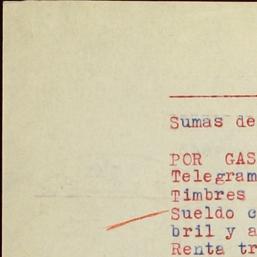 Sumas de
POR GAS
Telegram
Timbres
Sueldo c
bril y a
Renta tr